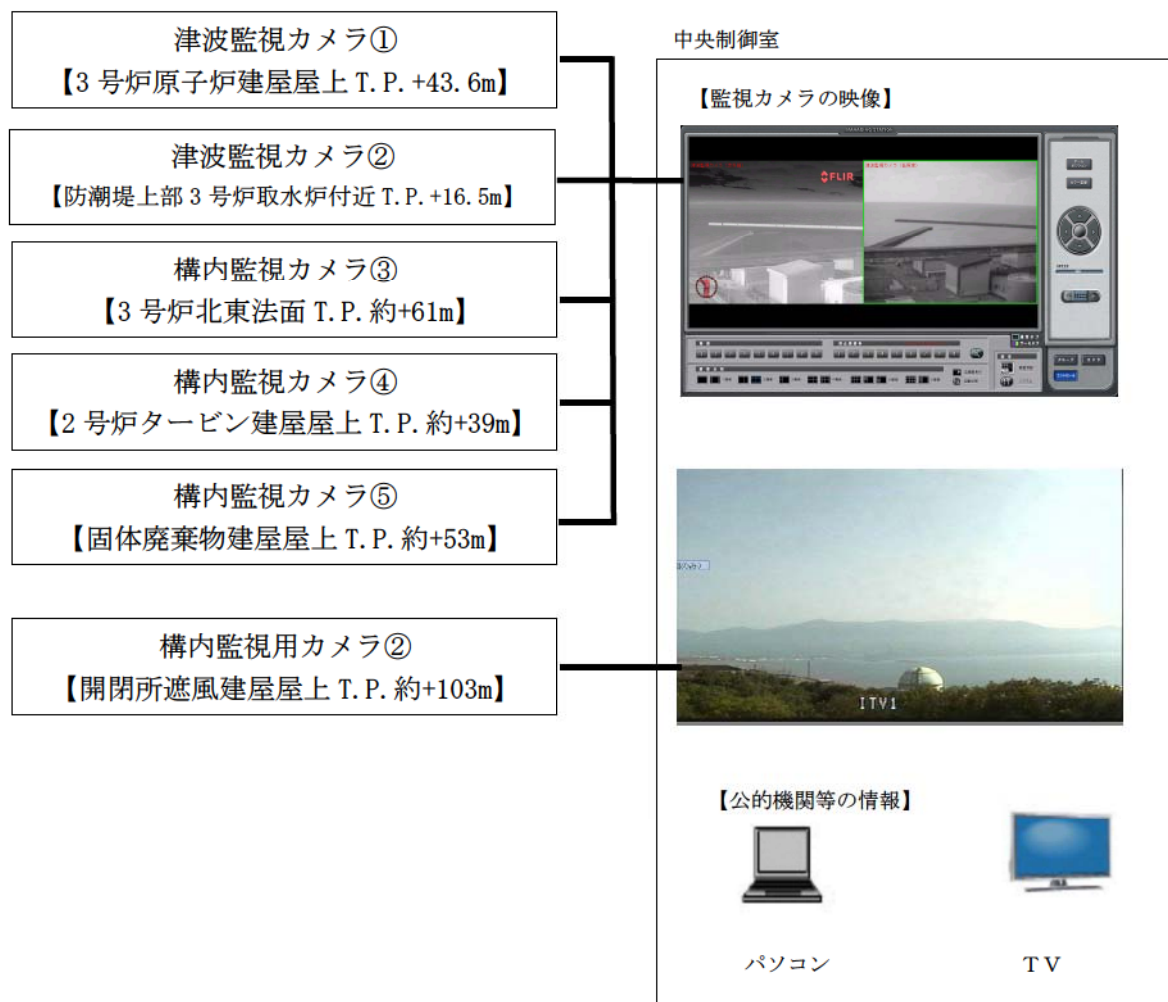 津波監視カメラ①
【3号炉原子炉建屋屋上 T.P.+43.6m】
津波監視カメラ②
【防潮堤上部3号炉取水炉付近 T.P.+16.5m】
構内監視カメラ③
【3号炉北東法面 T.P.約+61m】
構内監視カメラ④
【2号炉タービン建屋屋上 T.P.約+39m】
構内監視カメラ⑤
【固体廃棄物建屋屋上 T.P.約+53m】
構内監視用カメラ②
【開閉所遮風建屋屋上 T.P.約+103m】
中央制御室
【監視カメラの映像】
FLIR
ITV1
【公的機関等の情報】
パソコン
TV